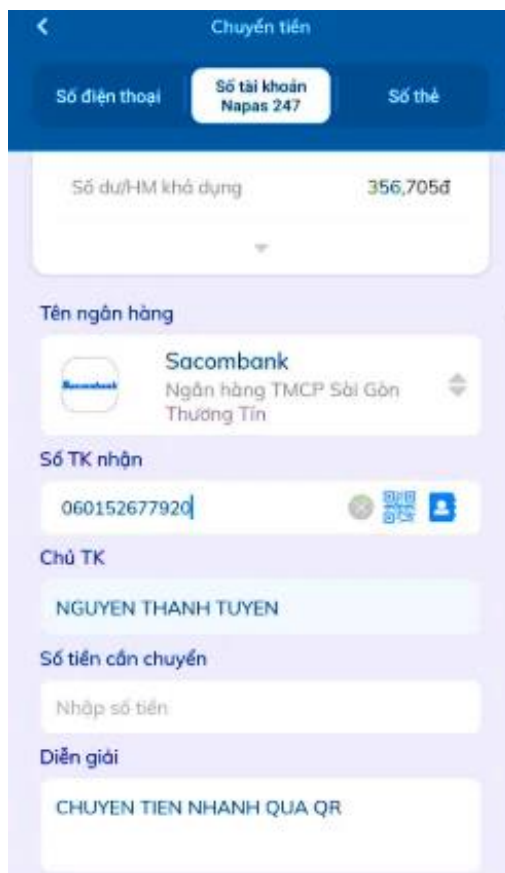 Chuyển tiền
Số điện thoại
Số tài khoản
Napas 247
Số thẻ
Số dư/HM khả dụng
356,705đ
Tên ngân hàng
Sacombank
Sacombank
Ngân hàng TMCP Sài Gòn
Thương Tín
Số TK nhận
060152677920
Chủ TK
NGUYEN THANH TUYEN
Số tiền cần chuyển
Nhập số tiền
Diễn giải
CHUYEN TIEN NHANH QUA QR